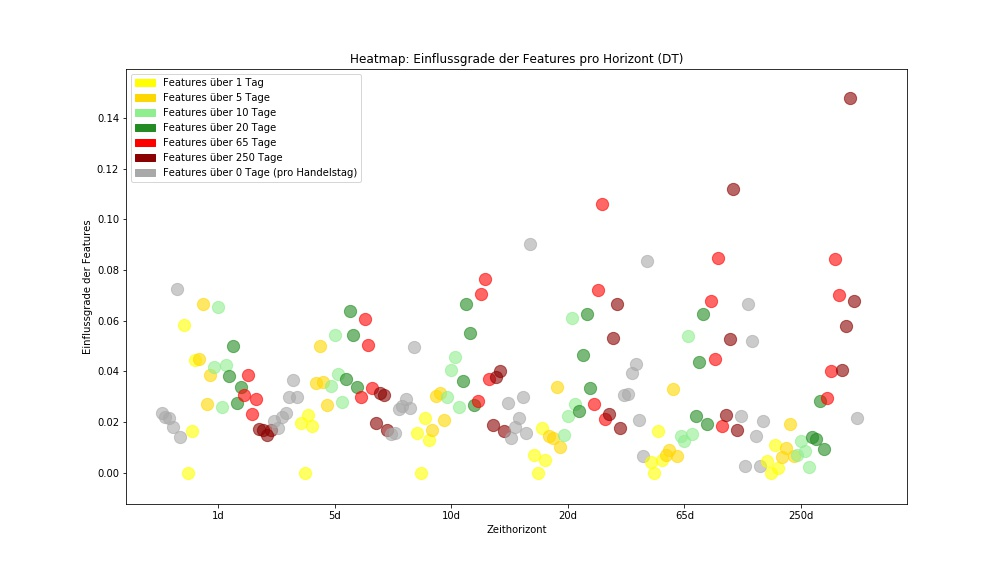 Heatmap: Einflussgrade der Features pro Horizont (DT)
Features über 1 Tag
Features über 5 Tage
Features über 10 Tage
Features über 20 Tage
Features über 65 Tage
Features über 250 Tage
Features über 0 Tage (pro Handelstag)
Einflussgrade der Features
0.14
0.12
0.10
0.08
0.06
0.04
0.02
0.00
1d 5d 10d 20d 65d 250d
Zeithorizont